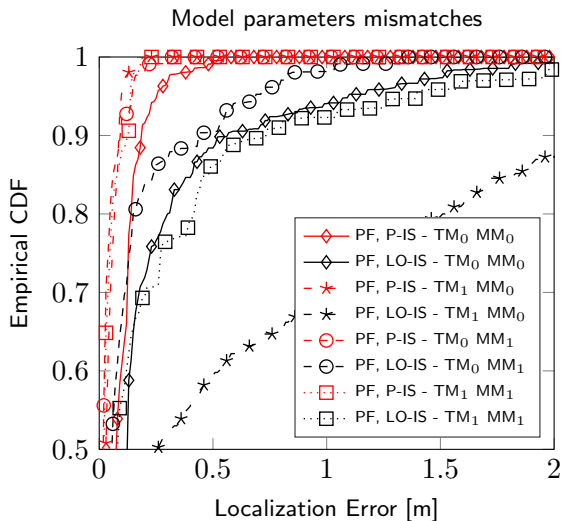 Model parameters mismatches
1
0.9
0.8
0.7
0.6
0.5
Empirical CDF
PF, P-IS - TM₀ MM₀
PF, LO-IS - TM₀ MM₀
PF, P-IS - TM₁ MM₀
PF, LO-IS - TM₁ MM₀
PF, P-IS - TM₀ MM₁
PF, LO-IS - TM₀ MM₁
PF, P-IS - TM₁ MM₁
PF, LO-IS - TM₁ MM₁
0 0.5 1 1.5 2
Localization Error [m]